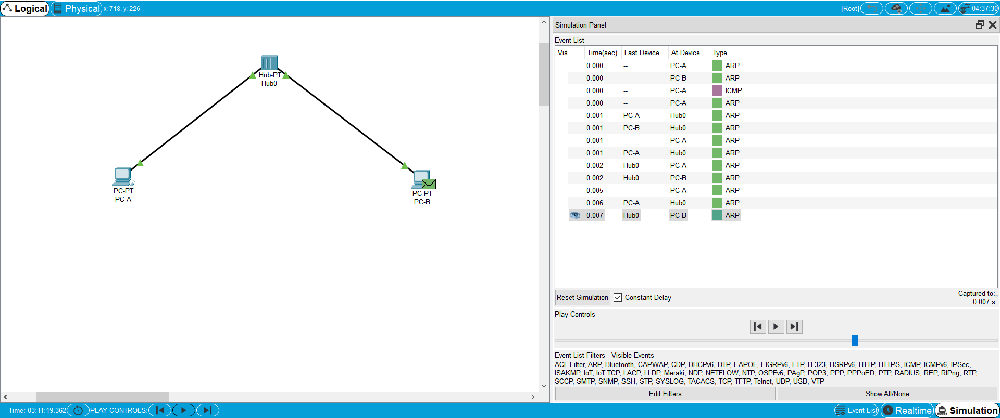 Logical Physical x: 718, y: 226 [Root] 04:37:30
Hub-PT
Hub0
PC-PT
PC-A
PC-PT
PC-B
Simulation Panel
Event List
Vis. Time(sec) Last Device At Device Type
0.000 -- PC-A ARP
0.000 -- PC-B ARP
0.000 -- PC-A ICMP
0.000 -- PC-A ARP
0.001 PC-A Hub0 ARP
0.001 PC-B Hub0 ARP
0.001 -- PC-A ARP
0.001 PC-A Hub0 ARP
0.002 Hub0 PC-A ARP
0.002 Hub0 PC-B ARP
0.005 -- PC-A ARP
0.006 PC-A Hub0 ARP
0.007 Hub0 PC-B ARP
Reset Simulation Constant Delay
Captured to:
0.007 s
Play Controls
Event List Filters - Visible Events
ACL Filter, ARP, Bluetooth, CAPWAP, CDP, DHCPv6, DTP, EAPOL, EIGRPv6, FTP, H.323, HSRPv6, HTTP, HTTPS, ICMP, ICMPv6, IPSec,
ISAKMP, IoT, IoT TCP, LACP, LLDP, Meraki, NDP, NETFLOW, NTP, OSPFv6, PAgP, POP3, PPP, PPPoED, PTP, RADIUS, REP, RIPng, RTP,
SCCP, SMTP, SNMP, SSH, STP, SYSLOG, TACACS, TCP, TFTP, Telnet, UDP, USB, VTP
Edit Filters Show All/None
Time: 03:11:19.362 PLAY CONTROLS: Event List Realtime Simulation